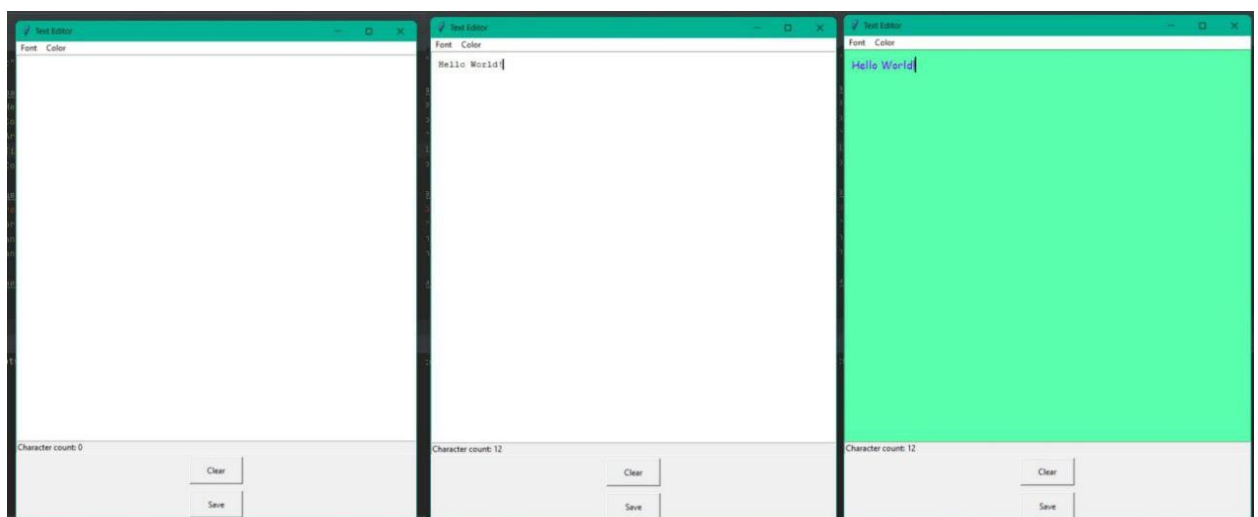 Text Editor
Font Color
Character count: 0
Clear
Save
Text Editor
Font Color
Hello World!
Character count: 12
Clear
Save
Text Editor
Font Color
Hello World!
Character count: 12
Clear
Save